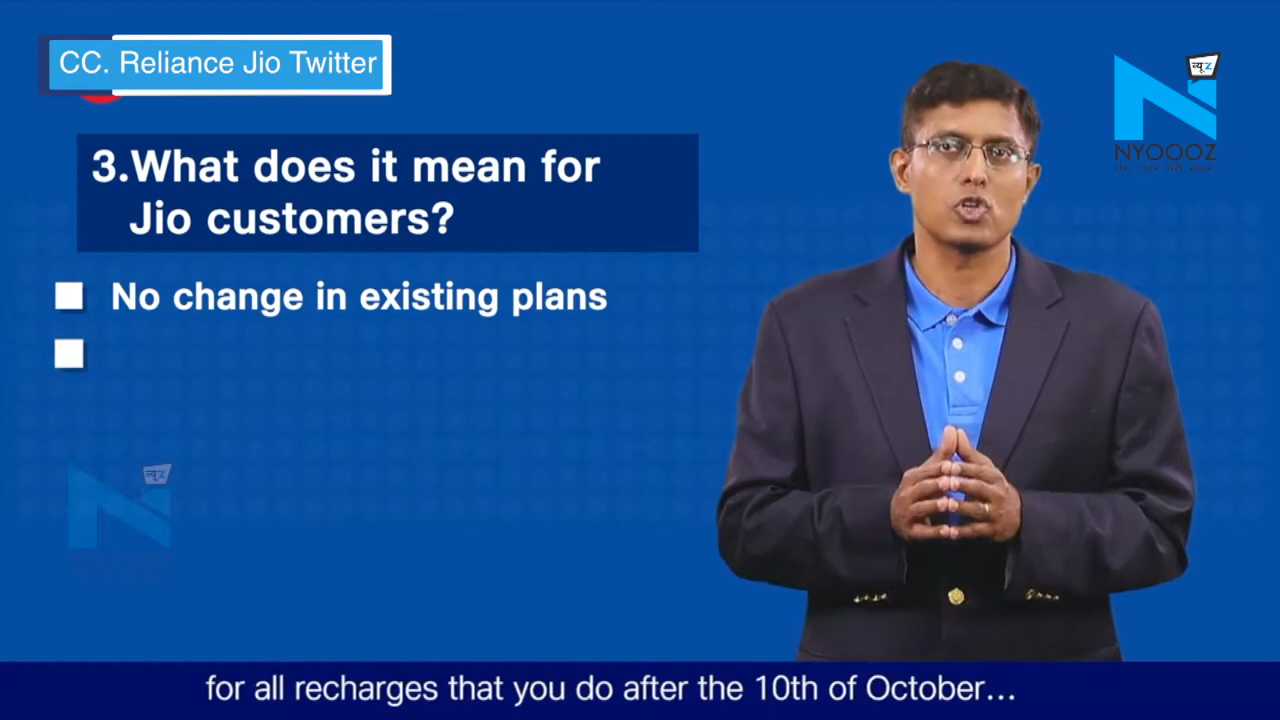 CC. Reliance Jio Twitter
न्यूz
NYOOOZ
3.What does it mean for
Jio customers?
No change in existing plans
न्यूz
for all recharges that you do after the 10th of October...